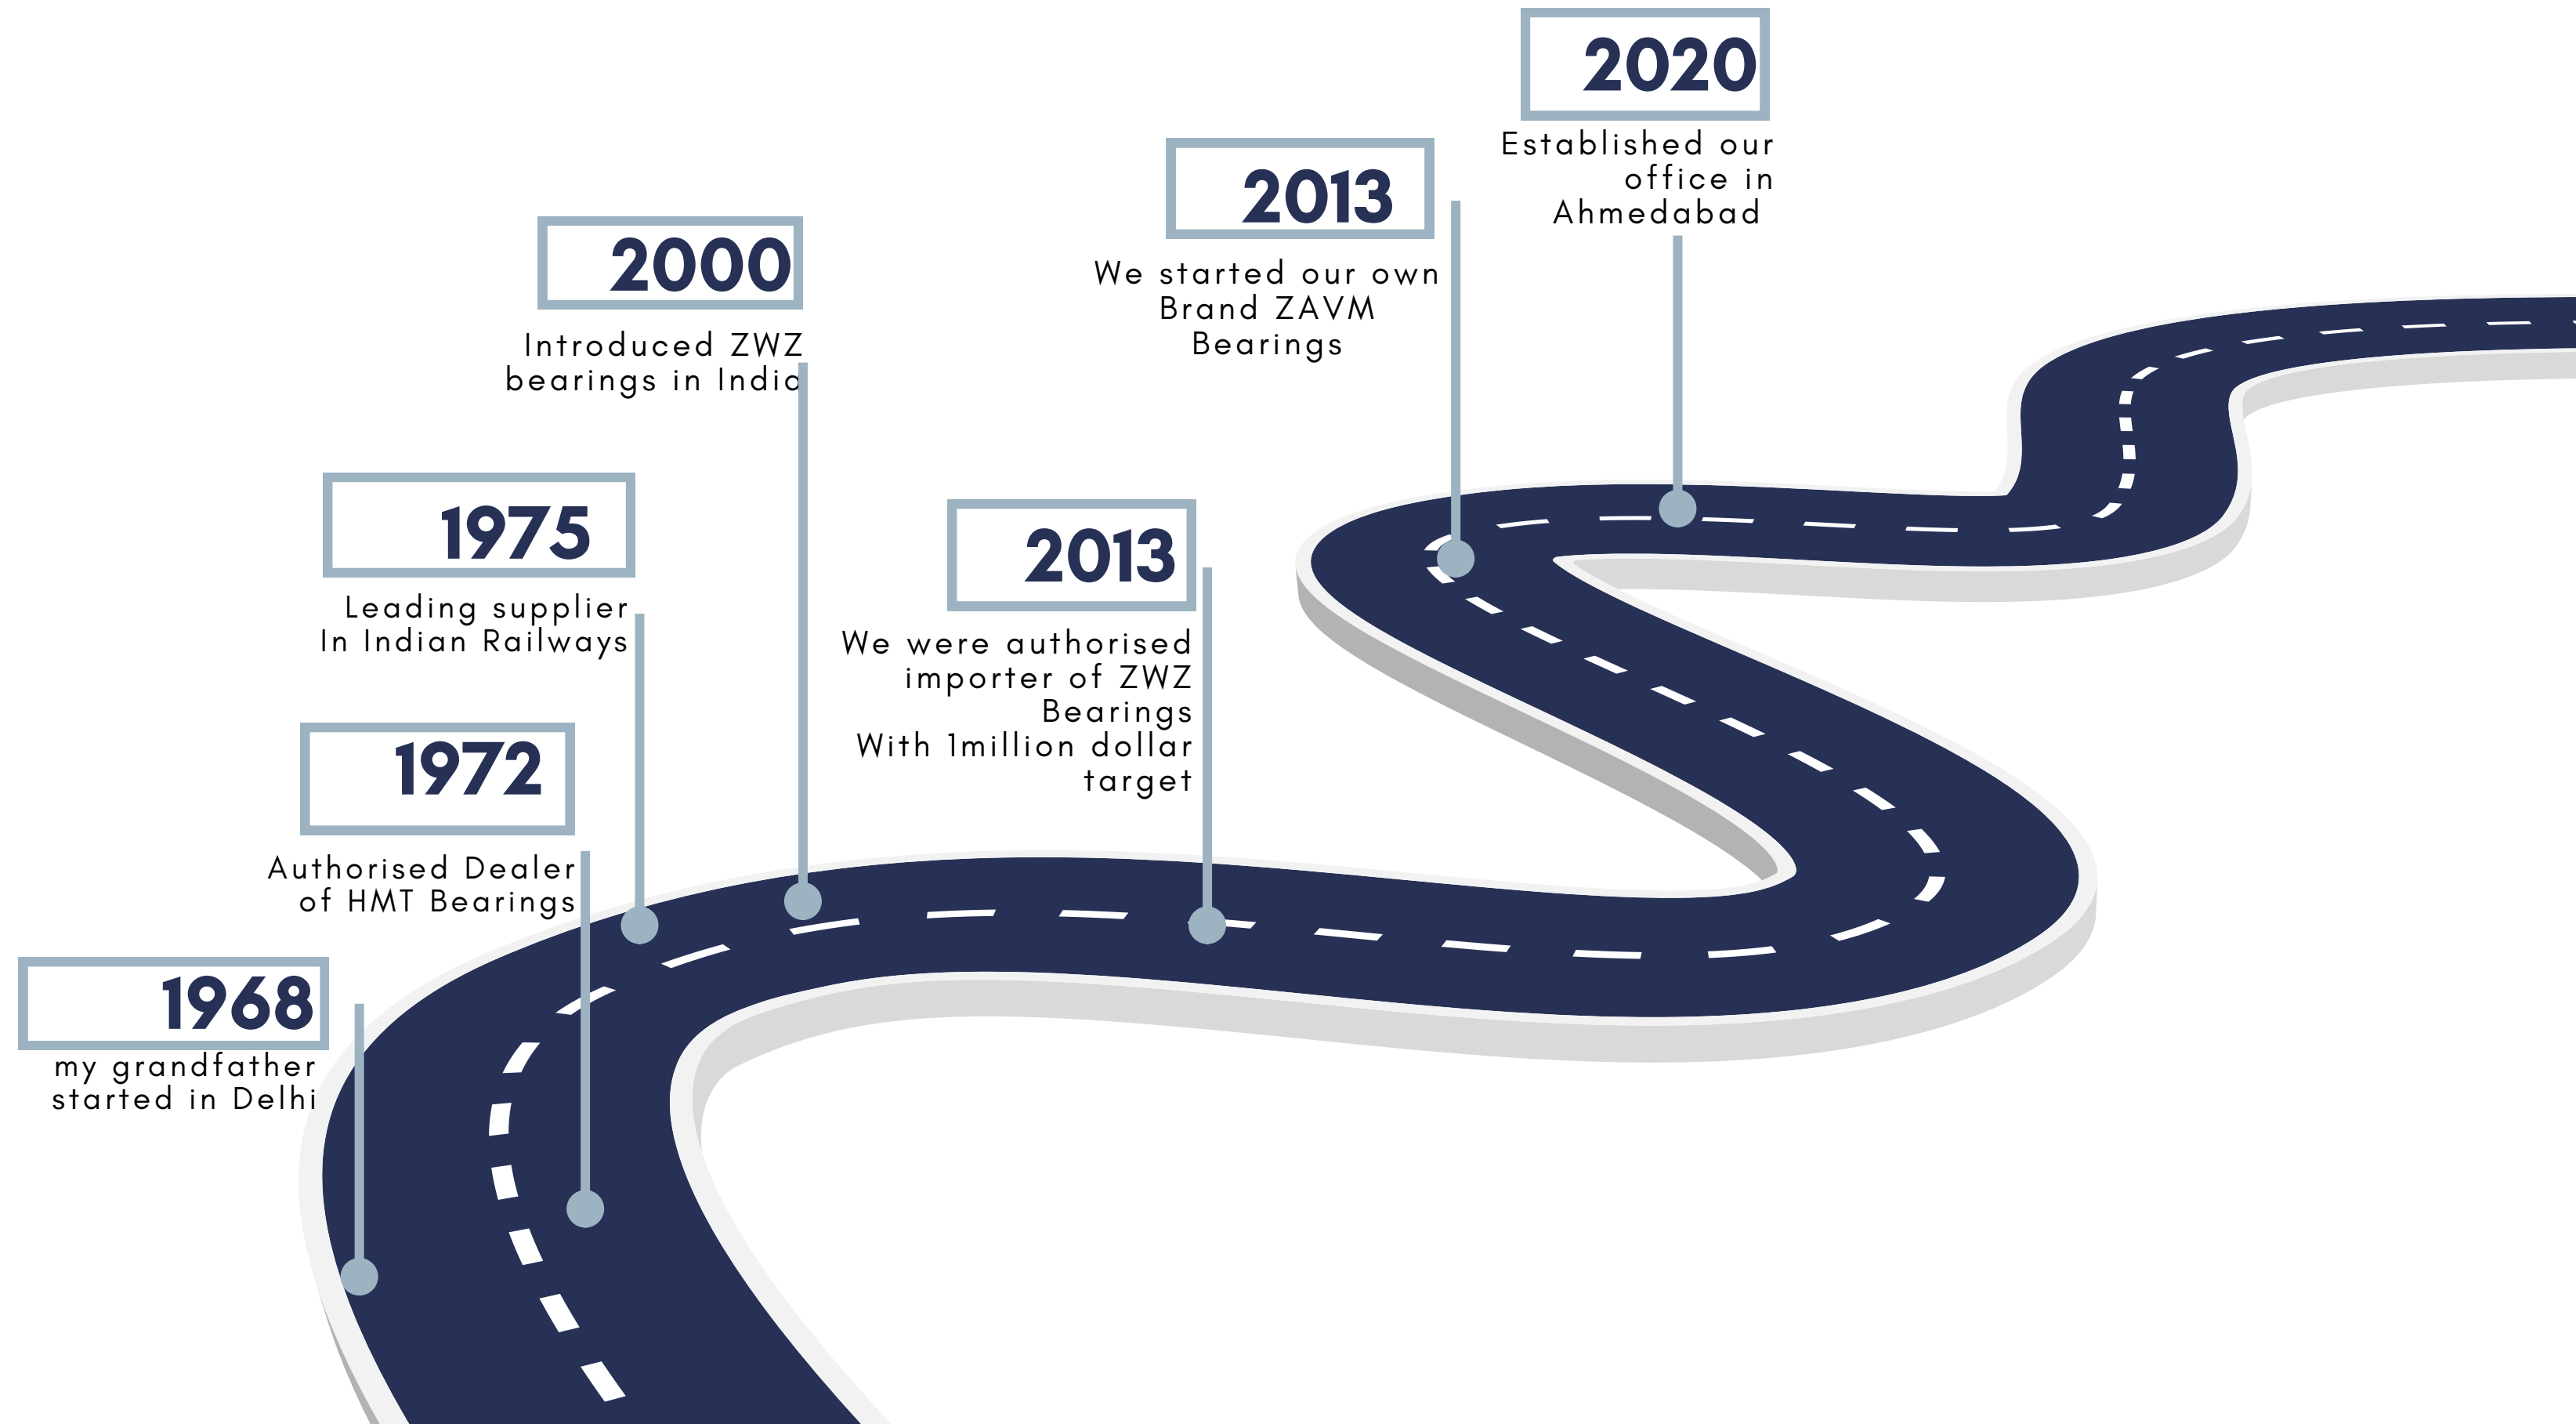 1968
my grandfather
started in Delhi
1972
Authorised Dealer
of HMT Bearings
1975
Leading supplier
In Indian Railways
2000
Introduced ZWZ
bearings in India
2013
We were authorised
importer of ZWZ
Bearings
With 1million dollar
target
2013
We started our own
Brand ZAVM
Bearings
2020
Established our
office in
Ahmedabad